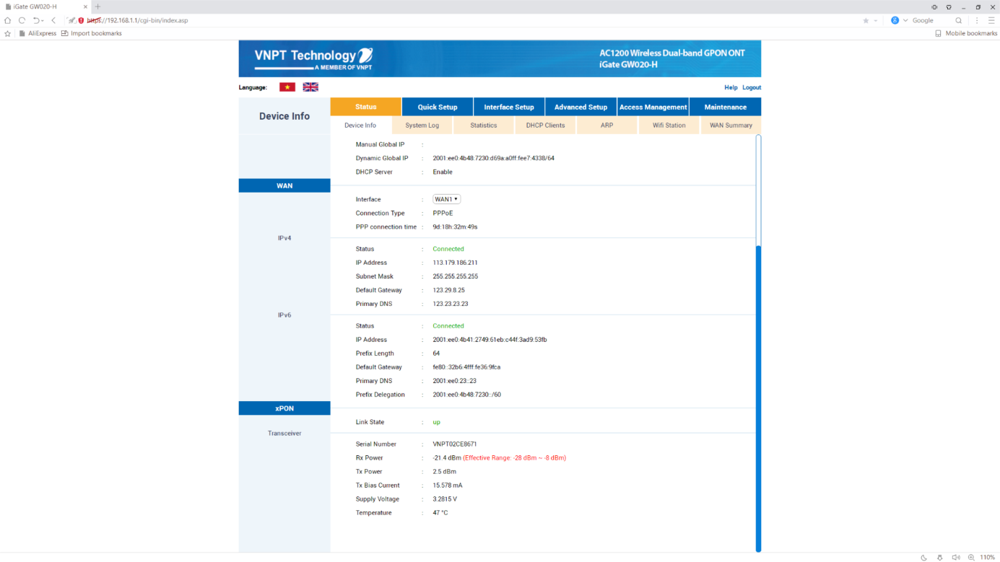 iGate GW020-H
https://192.168.1.1/cgi-bin/index.asp
Google
AliExpress Import bookmarks Mobile bookmarks
VNPT Technology
A MEMBER OF VNPT
AC1200 Wireless Dual-band GPON ONT
iGate GW020-H
Language: Help Logout
Device Info
Status Quick Setup Interface Setup Advanced Setup Access Management Maintenance
Device Info System Log Statistics DHCP Clients ARP Wifi Station WAN Summary
Manual Global IP :
Dynamic Global IP : 2001:ee0:4b48:7230:d69a:a0ff:fee7:4338/64
DHCP Server : Enable
WAN
Interface : WAN1
Connection Type : PPPoE
PPP connection time : 9d:18h:32m:49s
IPv4
Status : Connected
IP Address : 113.179.186.211
Subnet Mask : 255.255.255.255
Default Gateway : 123.29.8.25
Primary DNS : 123.23.23.23
IPv6
Status : Connected
IP Address : 2001:ee0:4b41:2749:61eb:c44f:3ad9:53fb
Prefix Length : 64
Default Gateway : fe80::32b6:4fff:fe36:9fca
Primary DNS : 2001:ee0:23::23
Prefix Delegation : 2001:ee0:4b48:7230::/60
xPON
Link State : up
Transceiver
Serial Number : VNPT02CE8671
Rx Power : -21.4 dBm (Effective Range: -28 dBm ~ -8 dBm)
Tx Power : 2.5 dBm
Tx Bias Current : 15.578 mA
Supply Voltage : 3.2815 V
Temperature : 47 °C
110%